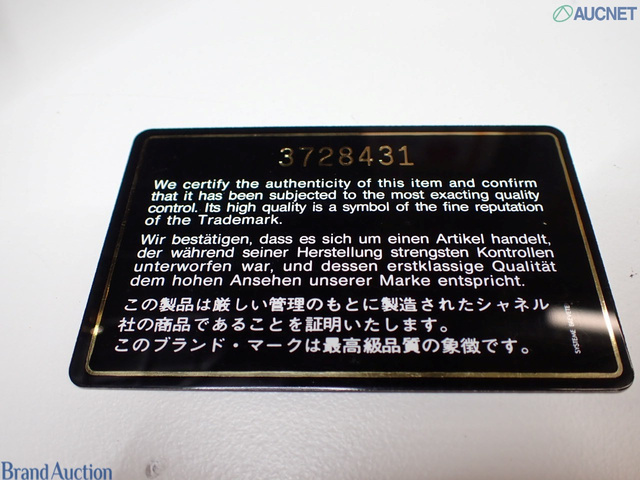 AUCNET
3728431
We certify the authenticity of this item and confirm
that it has been subjected to the most exacting quality
control. Its high quality is a symbol of the fine reputation
of the Trademark.
Wir bestätigen, dass es sich um einen Artikel handelt,
der während seiner Herstellung strengsten Kontrollen
unterworfen war, und dessen erstklassige Qualität
dem hohen Ansehen unserer Marke entspricht.
この製品は厳しい管理のもとに製造されたシャネル
社の商品であることを証明いたします。
このブランド・マークは最高級品質の象徴です。
SYSTEME
Brand Auction